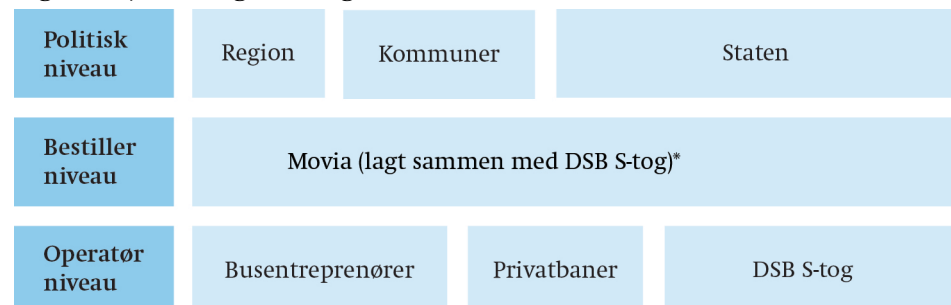 Politisk
niveau
Region
Kommuner
Staten
Bestiller
niveau
Movia (lagt sammen med DSB S-tog)*
Operatør
niveau
Busentreprenører
Privatbaner
DSB S-tog